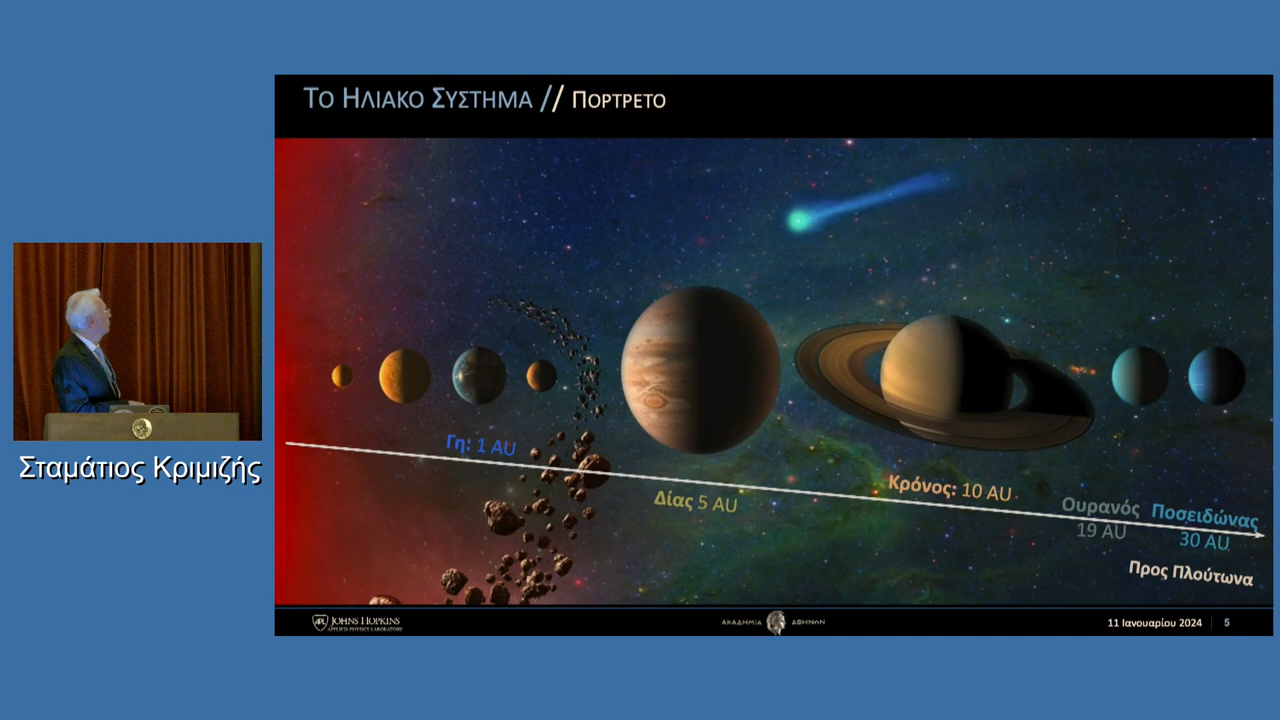 ΤΟ ΗΛΙΑΚΟ ΣΥΣΤΗΜΑ // ΠΟΡΤΡΕΤΟ
Γη: 1 AU
Δίας 5 AU
Κρόνος: 10 AU
Ουρανός
19 AU
Ποσειδώνας
30 AU
Προς Πλούτωνα
Σταμάτιος Κριμιζής
APL JOHNS HOPKINS
APPLIED PHYSICS LABORATORY
ΑΚΑΔΗΜΙΑ ΑΘΗΝΩΝ
11 Ιανουαρίου 2024 5